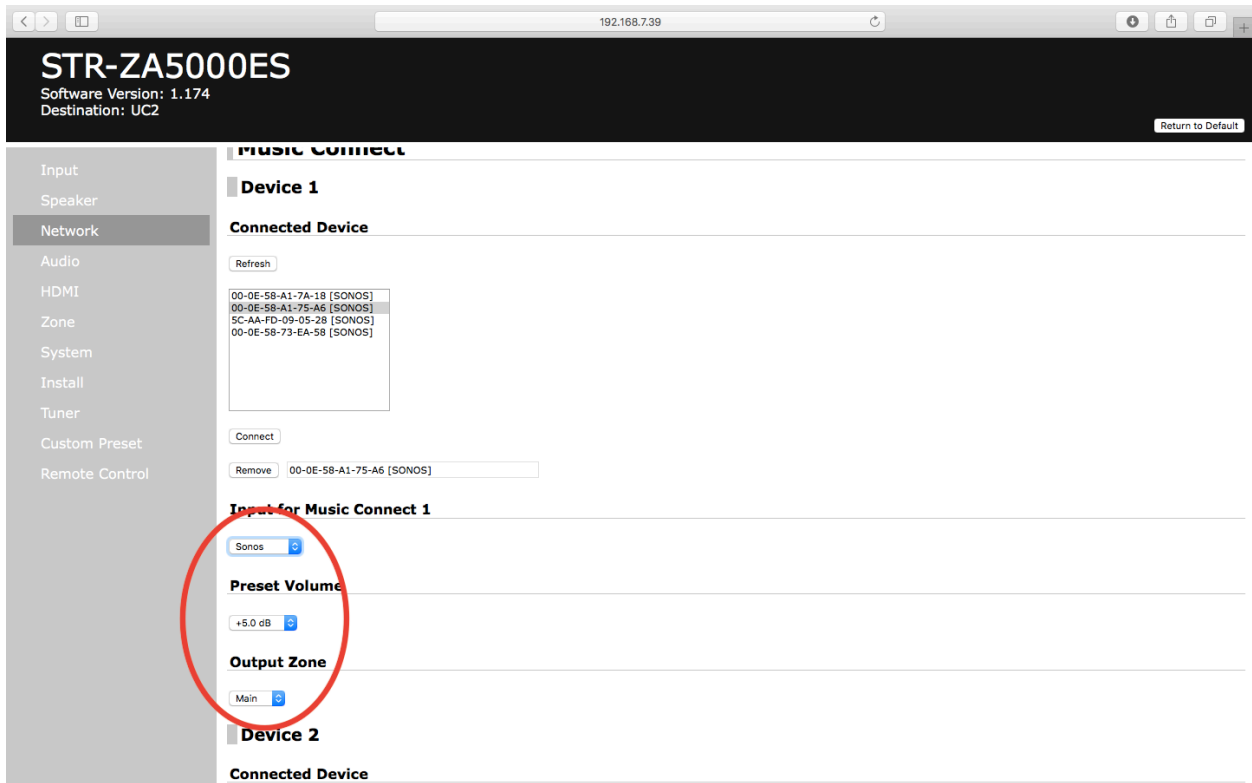 192.168.7.39
STR-ZA5000ES
Software Version: 1.174
Destination: UC2
Return to Default
Input
Speaker
Network
Audio
HDMI
Zone
System
Install
Tuner
Custom Preset
Remote Control
Music Connect
Device 1
Connected Device
Refresh
00-0E-58-A1-7A-18 [SONOS]
00-0E-58-A1-75-A6 [SONOS]
5C-AA-FD-09-05-28 [SONOS]
00-0E-58-73-EA-58 [SONOS]
Connect
Remove 00-0E-58-A1-75-A6 [SONOS]
Input for Music Connect 1
Sonos
Preset Volume
+5.0 dB
Output Zone
Main
Device 2
Connected Device